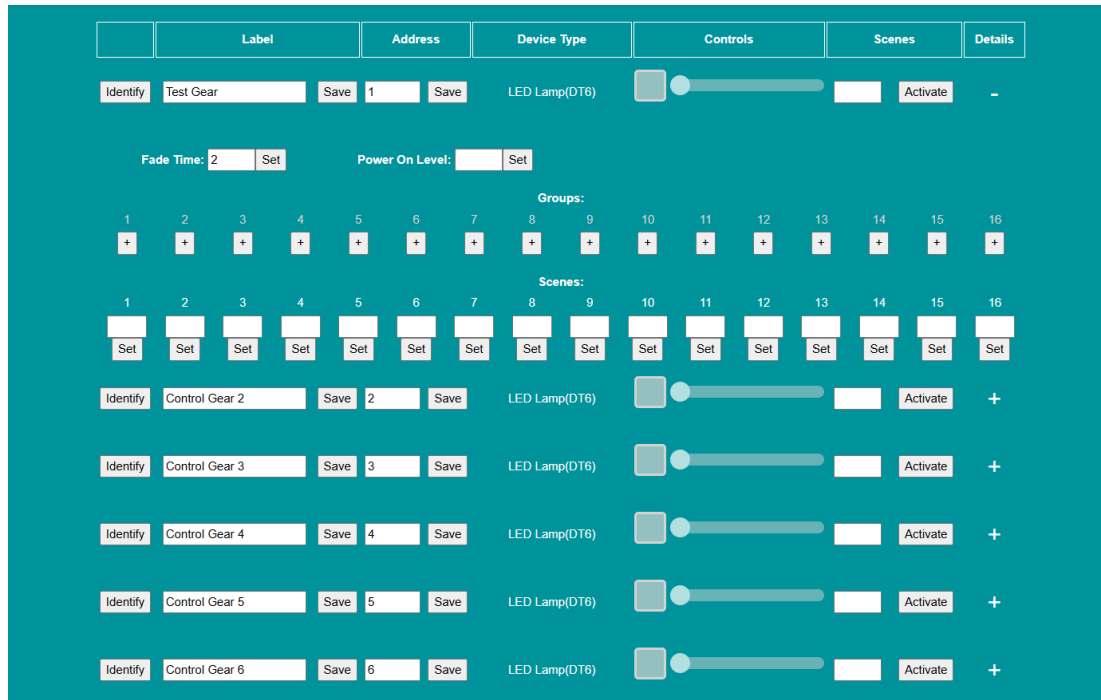 Label Address Device Type Controls Scenes Details
Identify Test Gear Save 1 Save LED Lamp(DT6) Activate -
Fade Time: 2 Set Power On Level: Set
Groups:
1 2 3 4 5 6 7 8 9 10 11 12 13 14 15 16
+ + + + + + + + + + + + + + + +
Scenes:
1 2 3 4 5 6 7 8 9 10 11 12 13 14 15 16
Set Set Set Set Set Set Set Set Set Set Set Set Set Set Set Set
Identify Control Gear 2 Save 2 Save LED Lamp(DT6) Activate +
Identify Control Gear 3 Save 3 Save LED Lamp(DT6) Activate +
Identify Control Gear 4 Save 4 Save LED Lamp(DT6) Activate +
Identify Control Gear 5 Save 5 Save LED Lamp(DT6) Activate +
Identify Control Gear 6 Save 6 Save LED Lamp(DT6) Activate +